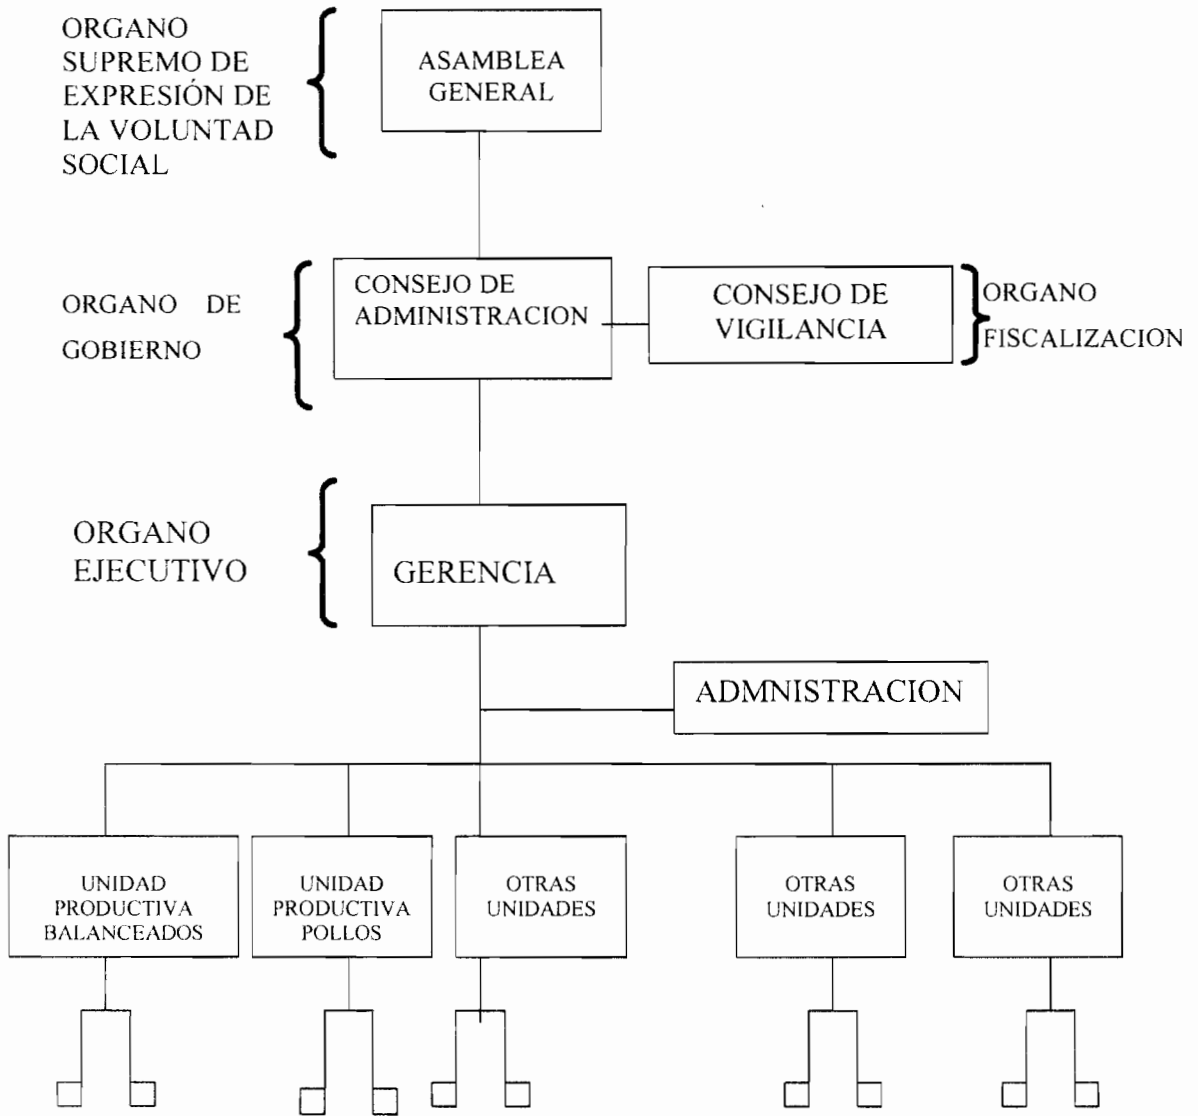 ORGANO
SUPREMO DE
EXPRESIÓN DE
LA VOLUNTAD
SOCIAL
ASAMBLEA
GENERAL
ORGANO DE
GOBIERNO
CONSEJO DE
ADMINISTRACION
CONSEJO DE
VIGILANCIA
ORGANO
FISCALIZACION
ORGANO
EJECUTIVO
GERENCIA
ADMNISTRACION
UNIDAD
PRODUCTIVA
BALANCEADOS
UNIDAD
PRODUCTIVA
POLLOS
OTRAS
UNIDADES
OTRAS
UNIDADES
OTRAS
UNIDADES